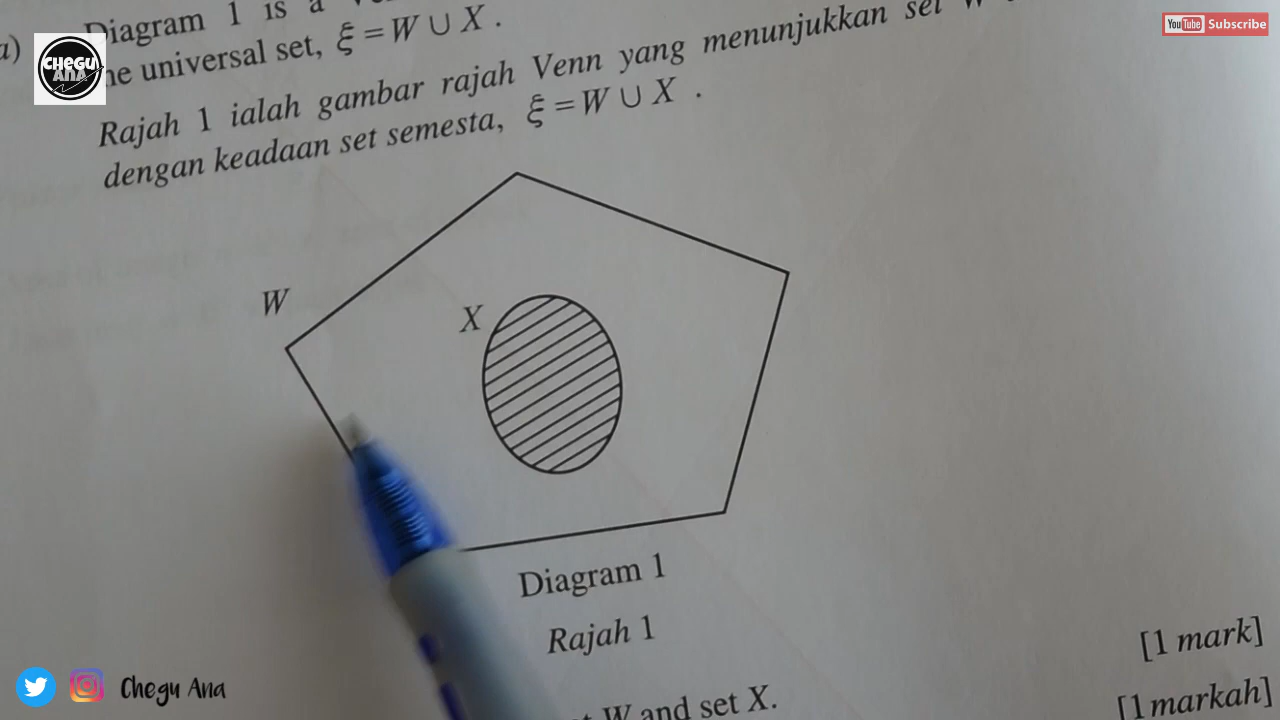 Diagram 1 is a
universal set, ξ = W ∪ X .
Rajah 1 ialah gambar rajah Venn yang menunjukkan set
dengan keadaan set semesta, ξ = W ∪ X .
CHEGU
ANA
YouTube Subscribe
W
X
Diagram 1
Rajah 1
[1 mark]
W and set X.
[1 markah]
Chegu Ana